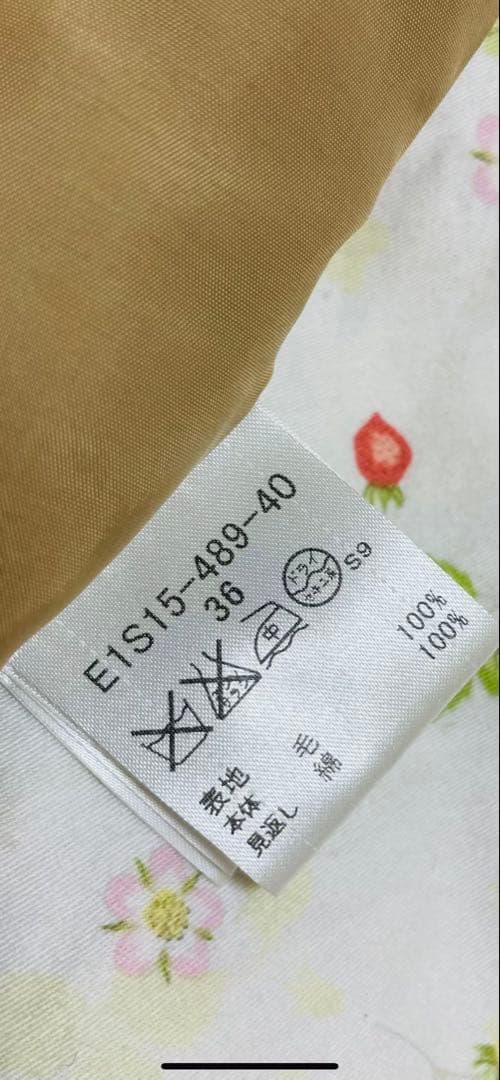 E1S15-489-40
36
中 ドライ S9
表地
本体 毛 100%
見返し 綿 100%